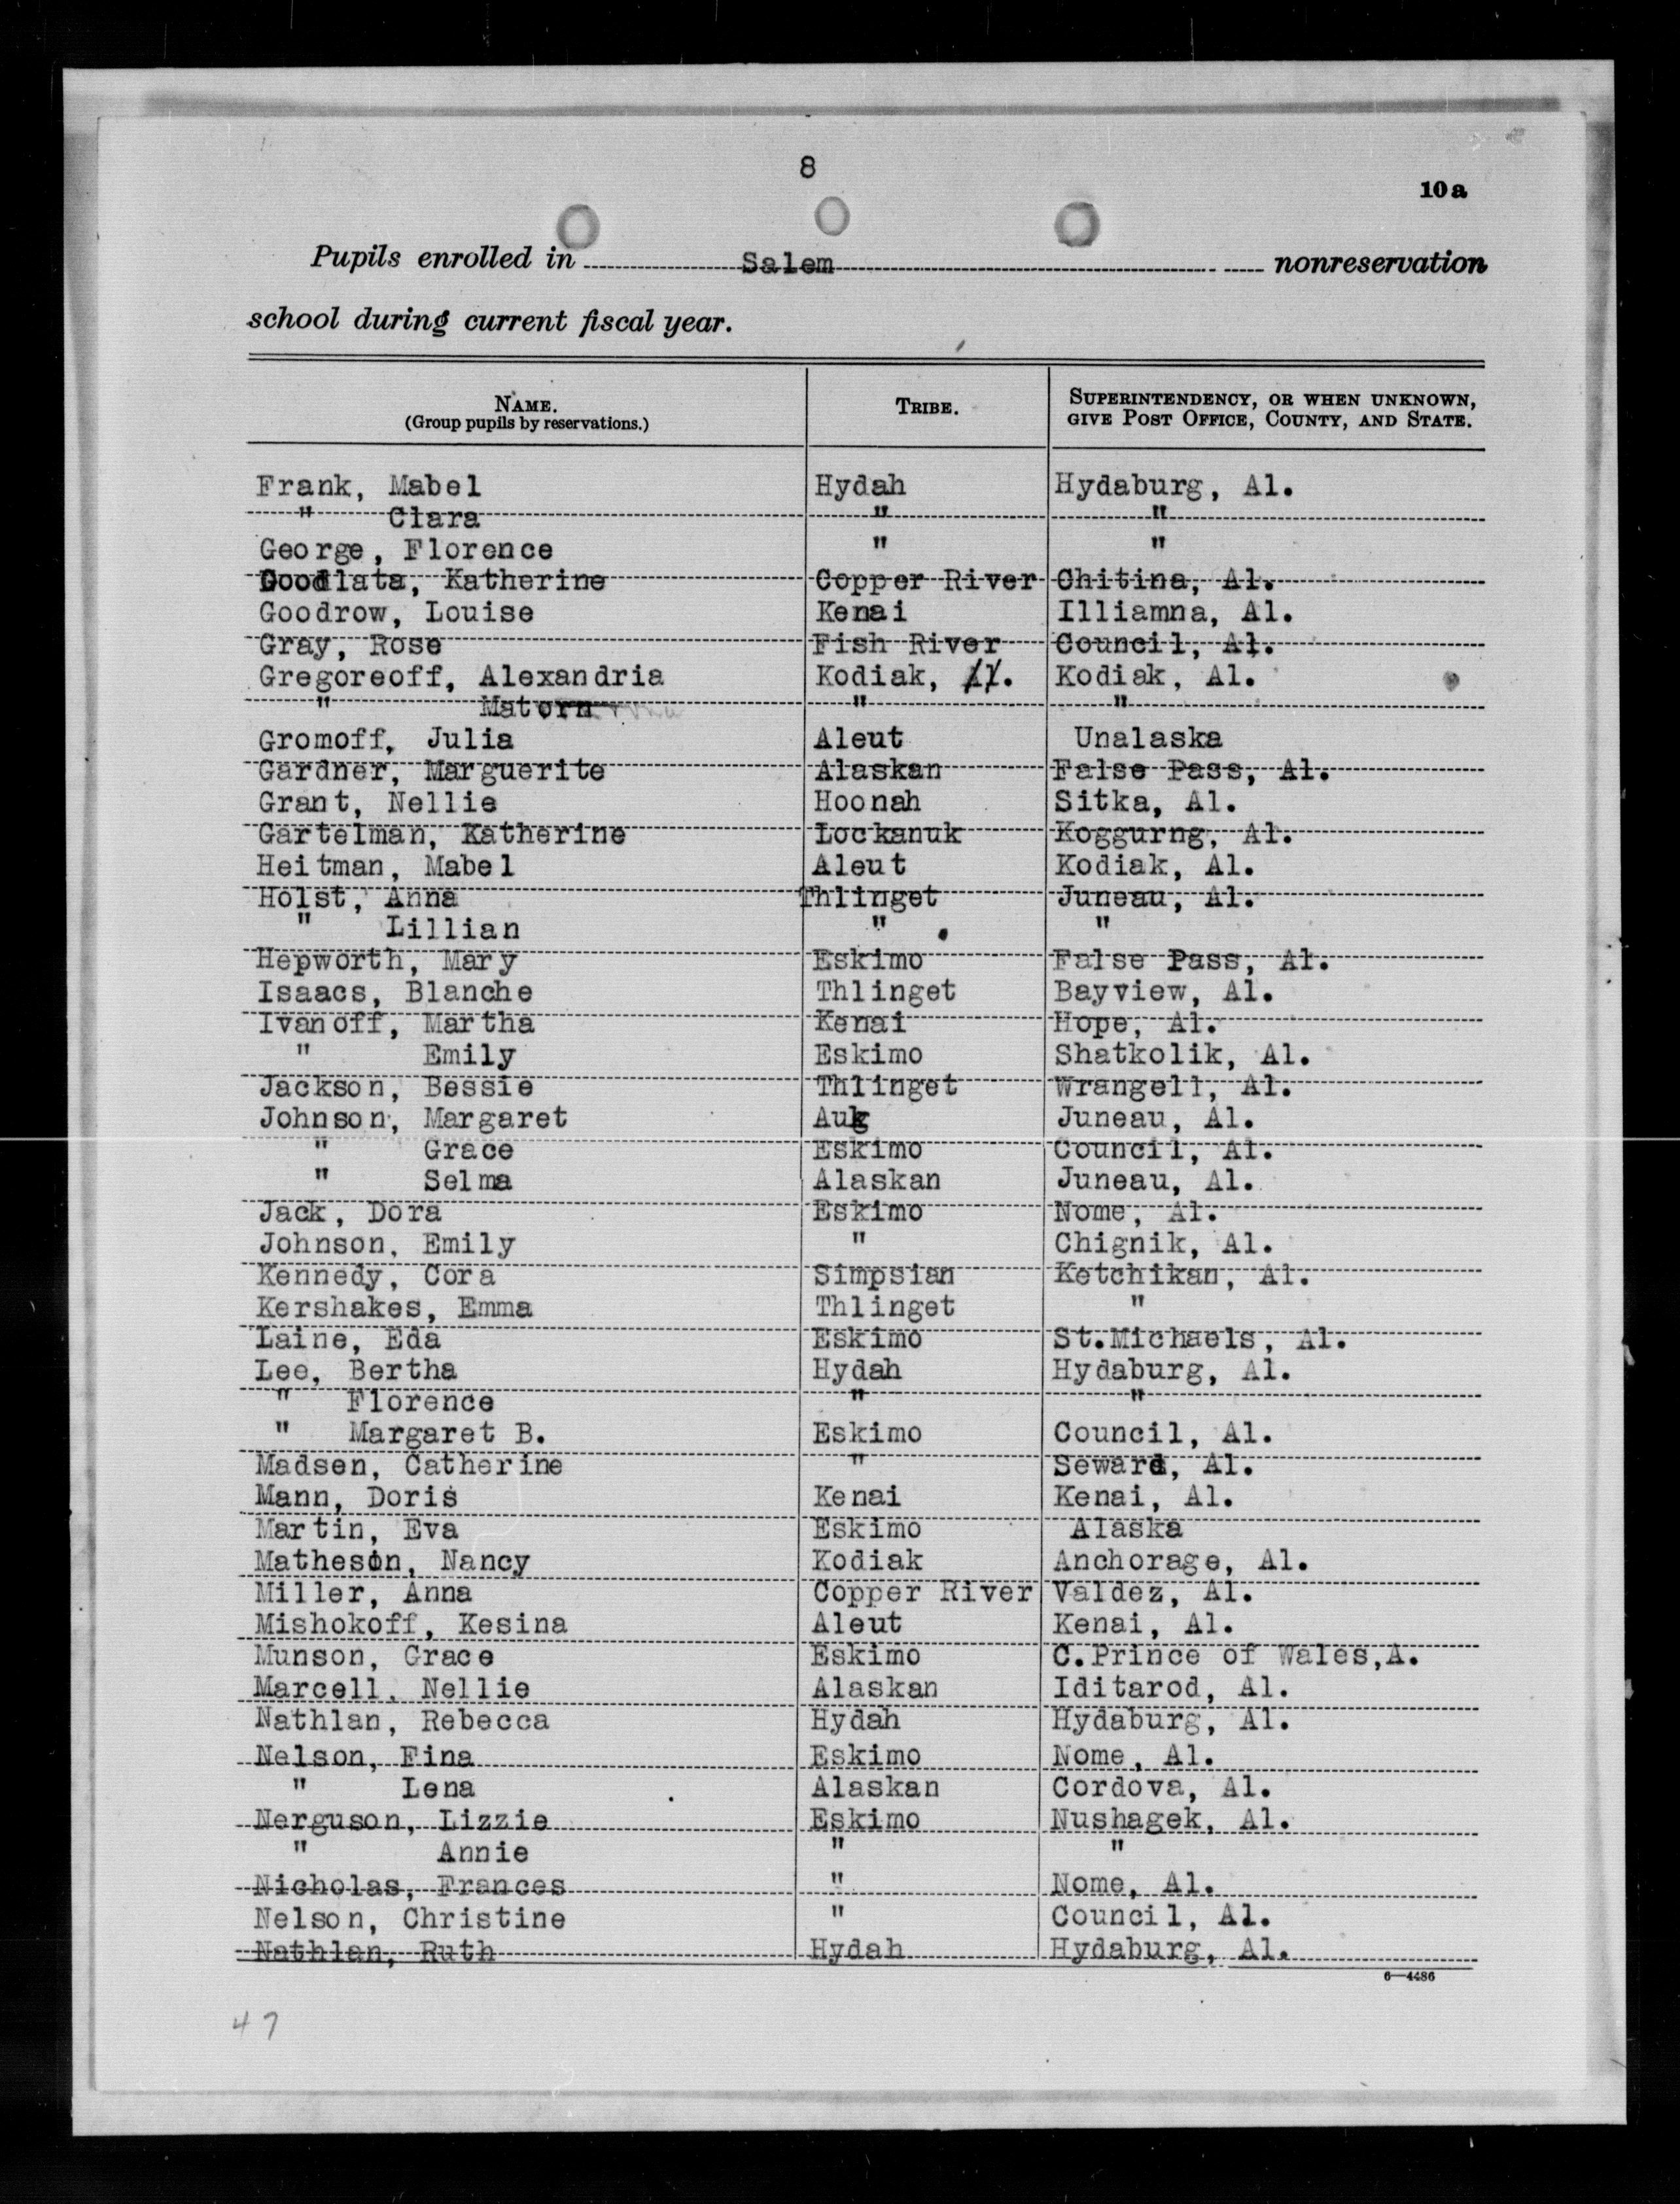 8
10a
Pupils enrolled in Salem nonreservation
school during current fiscal year.
NAME. (Group pupils by reservations.) TRIBE. SUPERINTENDENCY, OR WHEN UNKNOWN, GIVE POST OFFICE, COUNTY, AND STATE.
Frank, Mabel Hydah Hydaburg, Al.
" Clara " "
George, Florence " "
Goodlata, Katherine Copper River Chitina, Al.
Goodrow, Louise Kenai Illiamna, Al.
Gray, Rose Fish River Council, Al.
Gregoreoff, Alexandria Kodiak, Al. Kodiak, Al.
" " "
Gromoff, Julia Aleut Unalaska
Gardner, Marguerite Alaskan False Pass, Al.
Grant, Nellie Hoonah Sitka, Al.
Gartelman, Katherine Lockanuk Koggurng, Al.
Heitman, Mabel Aleut Kodiak, Al.
Holst, Anna Thlinget Juneau, Al.
" Lillian " "
Hepworth, Mary Eskimo False Pass, Al.
Isaacs, Blanche Thlinget Bayview, Al.
Ivanoff, Martha Kenai Hope, Al.
" Emily Eskimo Shatkolik, Al.
Jackson, Bessie Thlinget Wrangell, Al.
Johnson, Margaret Auk Juneau, Al.
" Grace Eskimo Council, Al.
" Selma Alaskan Juneau, Al.
Jack, Dora Eskimo Nome, Al.
Johnson, Emily " Chignik, Al.
Kennedy, Cora Simpsian Ketchikan, Al.
Kershakes, Emma Thlinget "
Laine, Eda Eskimo St.Michaels, Al.
Lee, Bertha Hydah Hydaburg, Al.
" Florence " "
" Margaret B. Eskimo Council, Al.
Madsen, Catherine " Seward, Al.
Mann, Doris Kenai Kenai, Al.
Martin, Eva Eskimo Alaska
Matheson, Nancy Kodiak Anchorage, Al.
Miller, Anna Copper River Valdez, Al.
Mishokoff, Kesina Aleut Kenai, Al.
Munson, Grace Eskimo C.Prince of Wales,A.
Marcell, Nellie Alaskan Iditarod, Al.
Nathlan, Rebecca Hydah Hydaburg, Al.
Nelson, Fina Eskimo Nome, Al.
" Lena Alaskan Cordova, Al.
Nerguson, Lizzie Eskimo Nushagek, Al.
" Annie " "
Nicholas, Frances " Nome, Al.
Nelson, Christine " Council, Al.
Nathlan, Ruth Hydah Hydaburg, Al.
6—4486
47